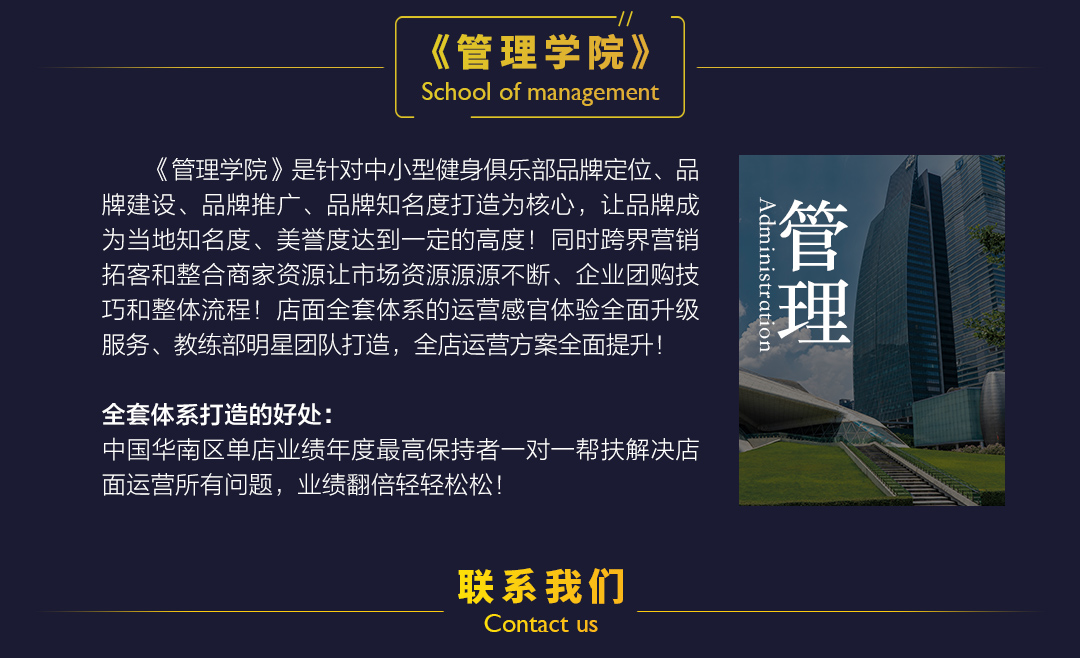 《管理学院》
School of management
《管理学院》是针对中小型健身俱乐部品牌定位、品
牌建设、品牌推广、品牌知名度打造为核心，让品牌成
为当地知名度、美誉度达到一定的高度！同时跨界营销
拓客和整合商家资源让市场资源源源不断、企业团购技
巧和整体流程！店面全套体系的运营感官体验全面升级
服务、教练部明星团队打造，全店运营方案全面提升！
全套体系打造的好处：
中国华南区单店业绩年度最高保持者一对一帮扶解决店
面运营所有问题，业绩翻倍轻轻松松！
管理
Administration
联系我们
Contact us